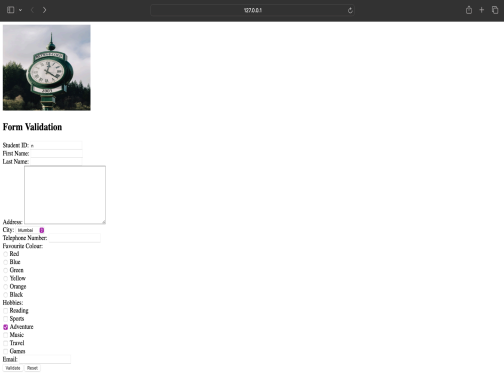 127.0.0.1
Form Validation
Student ID:
First Name:
Last Name:
Address:
City: Mumbai
Telephone Number:
Favourite Colour:
Red
Blue
Green
Yellow
Orange
Black
Hobbies:
Reading
Sports
Adventure
Music
Travel
Games
Email:
Validate Reset